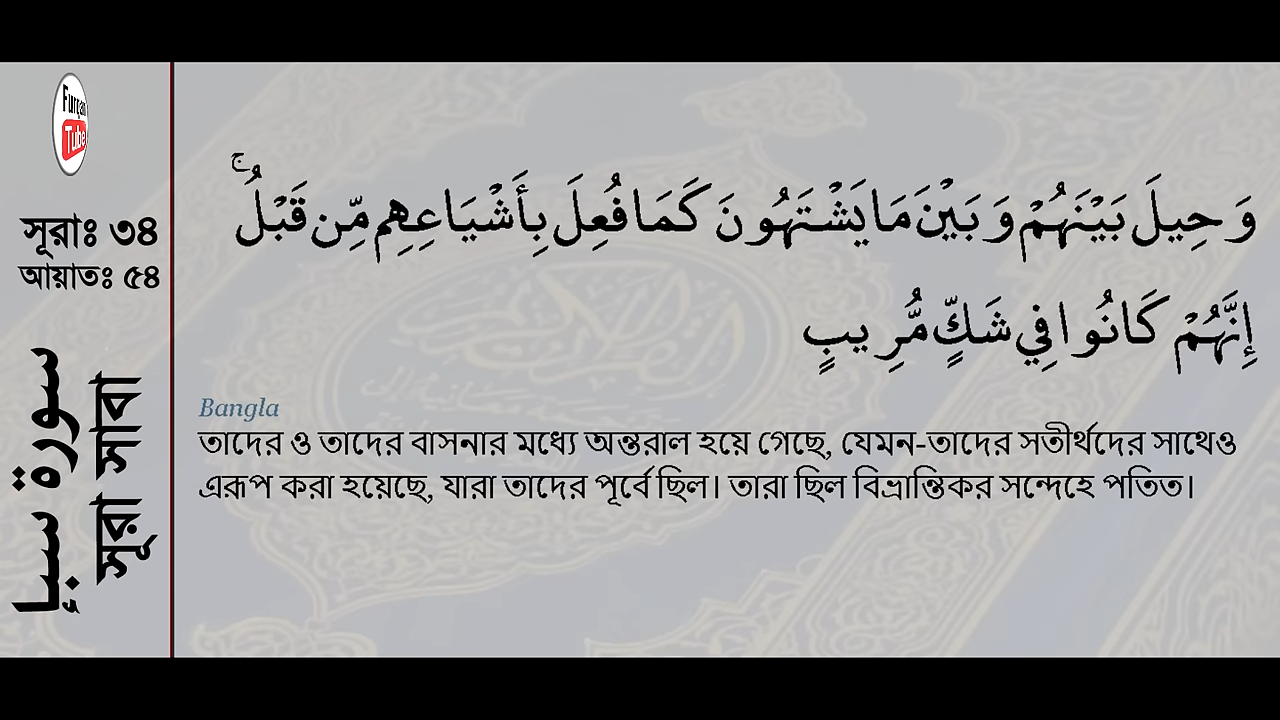 Furqan
Tube
সূরাঃ ৩৪
আয়াতঃ ৫৪
سورة سبإ
সূরা সাবা
وَحِيلَ بَيْنَهُمْ وَبَيْنَ مَا يَشْتَهُونَ كَمَا فُعِلَ بِأَشْيَاعِهِم مِّن قَبْلُ ۚ
إِنَّهُمْ كَانُوا فِي شَكٍّ مُّرِيبٍ
Bangla
তাদের ও তাদের বাসনার মধ্যে অন্তরাল হয়ে গেছে, যেমন-তাদের সতীর্থদের সাথেও
এরূপ করা হয়েছে, যারা তাদের পূর্বে ছিল। তারা ছিল বিভ্রান্তিকর সন্দেহে পতিত।